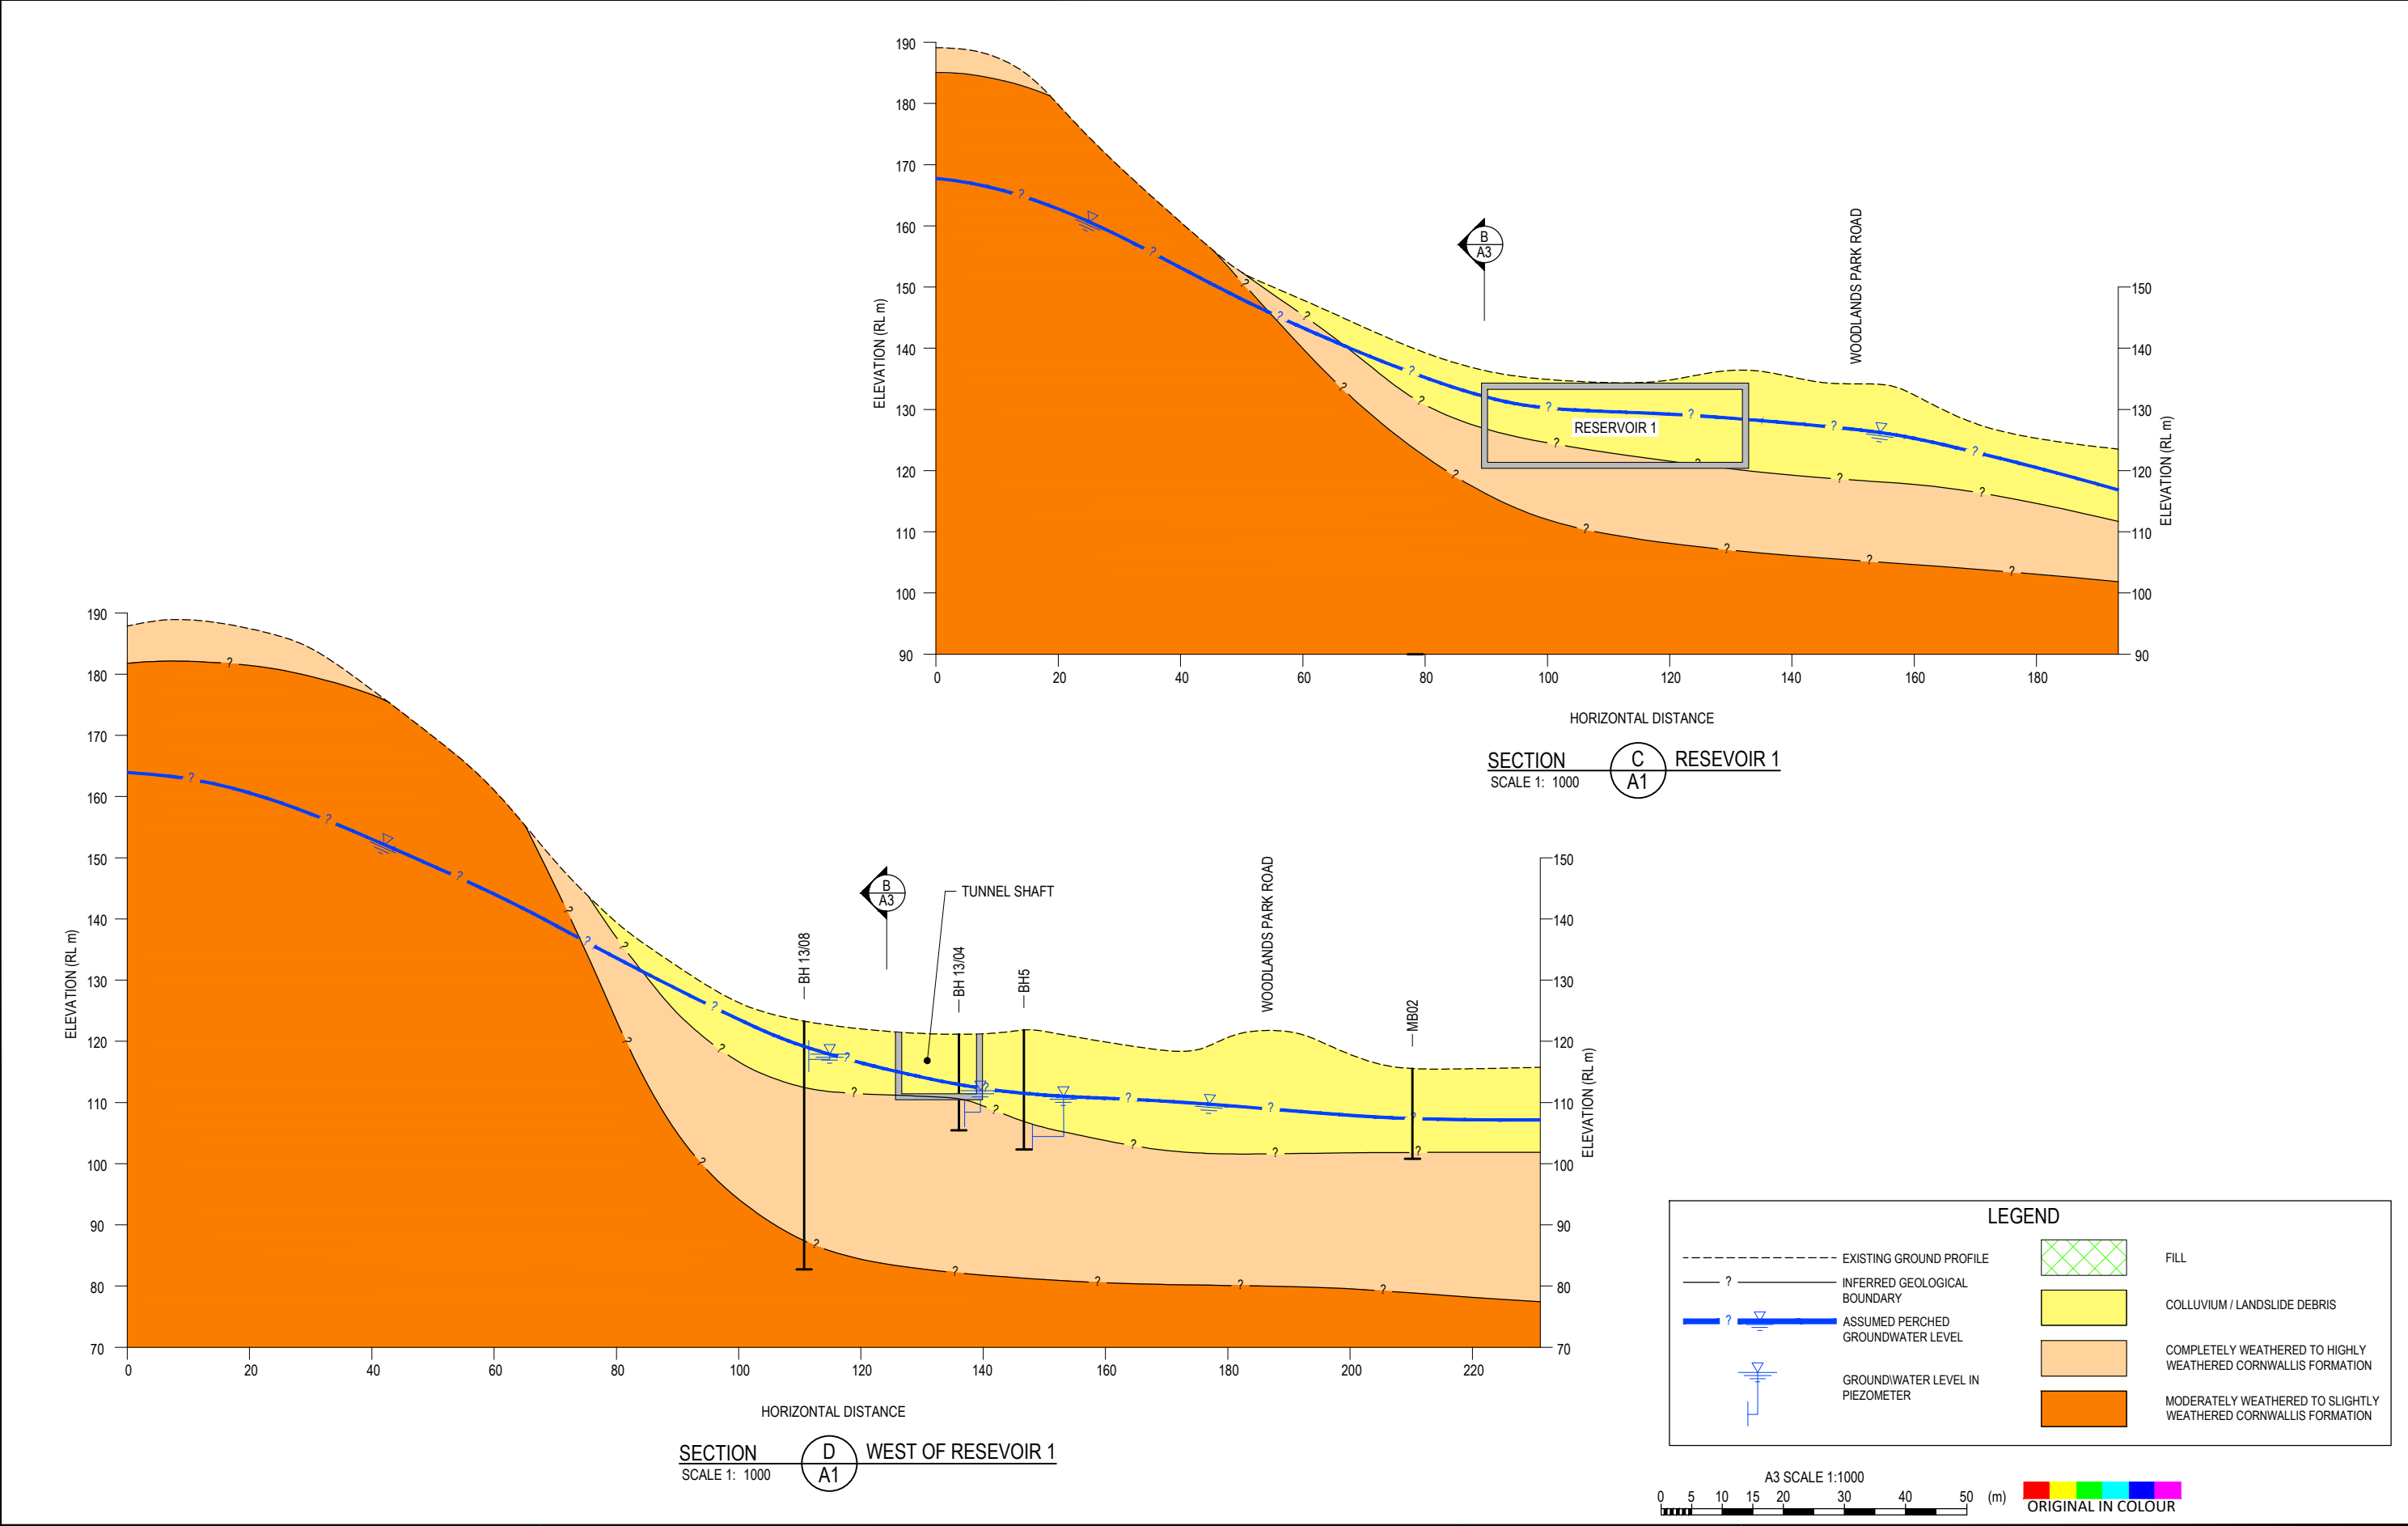 190
180
170
160
150
140
130
120
110
100
90
ELEVATION (RL m)
B
A3
WOODLANDS PARK ROAD
RESERVOIR 1
150
140
130
120
110
100
90
ELEVATION (RL m)
0 20 40 60 80 100 120 140 160 180
HORIZONTAL DISTANCE
SECTION C RESEVOIR 1
SCALE 1: 1000 A1
190
180
170
160
150
140
130
120
110
100
90
80
70
ELEVATION (RL m)
BH 13/08
B
A3
TUNNEL SHAFT
BH 13/04
BH5
WOODLANDS PARK ROAD
MB02
150
140
130
120
110
100
90
80
70
ELEVATION (RL m)
0 20 40 60 80 100 120 140 160 180 200 220
HORIZONTAL DISTANCE
SECTION D WEST OF RESEVOIR 1
SCALE 1: 1000 A1
LEGEND
EXISTING GROUND PROFILE
? INFERRED GEOLOGICAL
BOUNDARY
? ASSUMED PERCHED
GROUNDWATER LEVEL
GROUND\WATER LEVEL IN
PIEZOMETER
FILL
COLLUVIUM / LANDSLIDE DEBRIS
COMPLETELY WEATHERED TO HIGHLY
WEATHERED CORNWALLIS FORMATION
MODERATELY WEATHERED TO SLIGHTLY
WEATHERED CORNWALLIS FORMATION
A3 SCALE 1:1000
0 5 10 15 20 30 40 50 (m)
ORIGINAL IN COLOUR